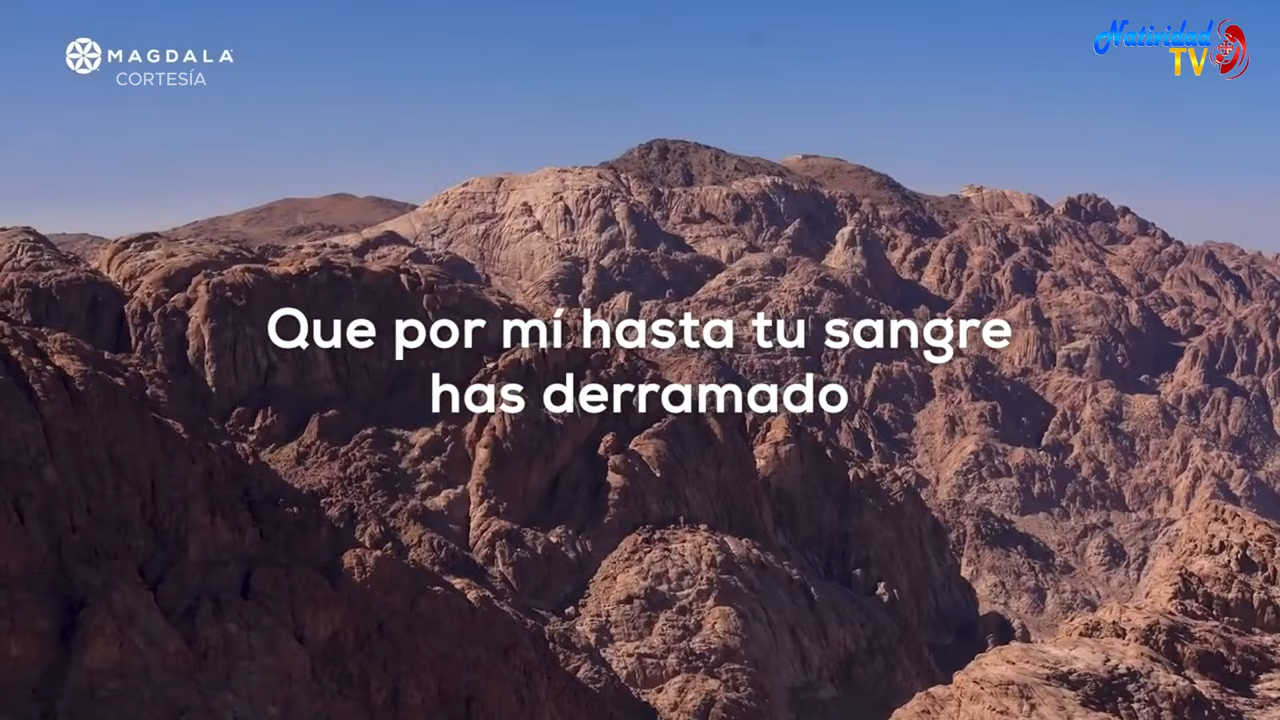 MAGDALA
CORTESÍA
Natividad
TV
Que por mí hasta tu sangre
has derramado